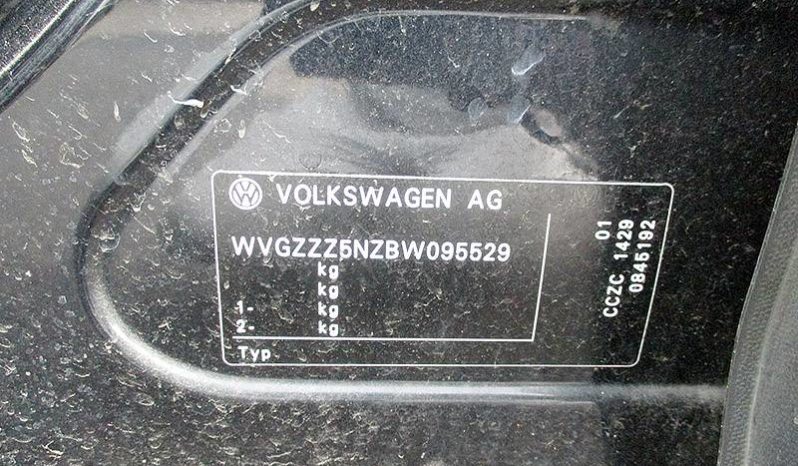 VOLKSWAGEN AG
WVGZZZ5NZBW095529
kg
kg
1- kg
2- kg
Typ
01
CCZC 1429
0845192